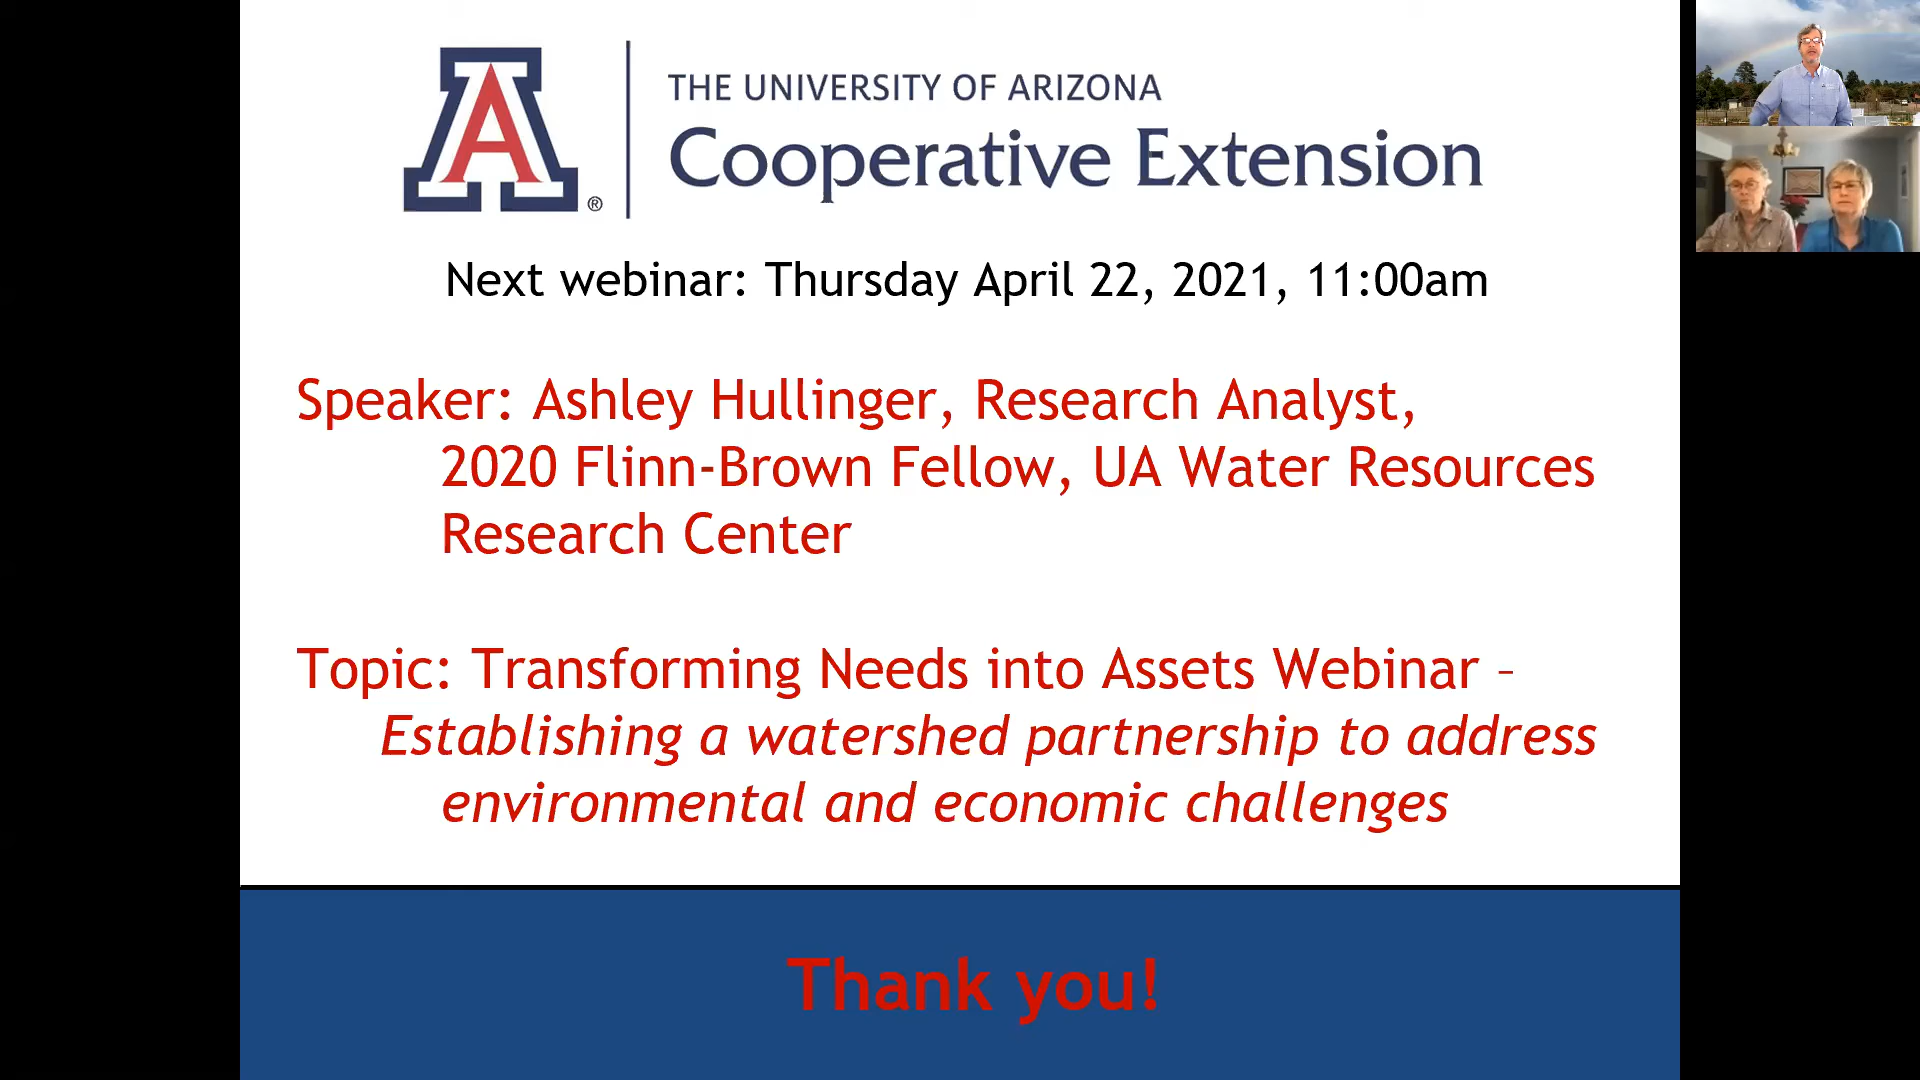 A
®
THE UNIVERSITY OF ARIZONA
Cooperative Extension
Next webinar: Thursday April 22, 2021, 11:00am
Speaker: Ashley Hullinger, Research Analyst,
2020 Flinn-Brown Fellow, UA Water Resources
Research Center
Topic: Transforming Needs into Assets Webinar –
Establishing a watershed partnership to address
environmental and economic challenges
Thank you!